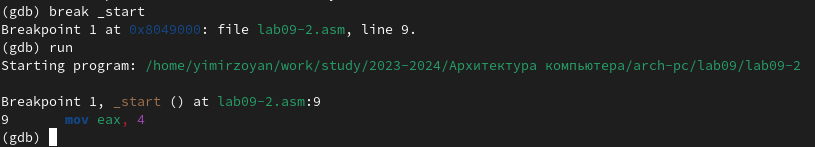 (gdb) break _start
Breakpoint 1 at 0x8049000: file lab09-2.asm, line 9.
(gdb) run
Starting program: /home/yimirzoyan/work/study/2023-2024/Архитектура компьютера/arch-pc/lab09/lab09-2
Breakpoint 1, _start () at lab09-2.asm:9
9       mov eax, 4
(gdb)